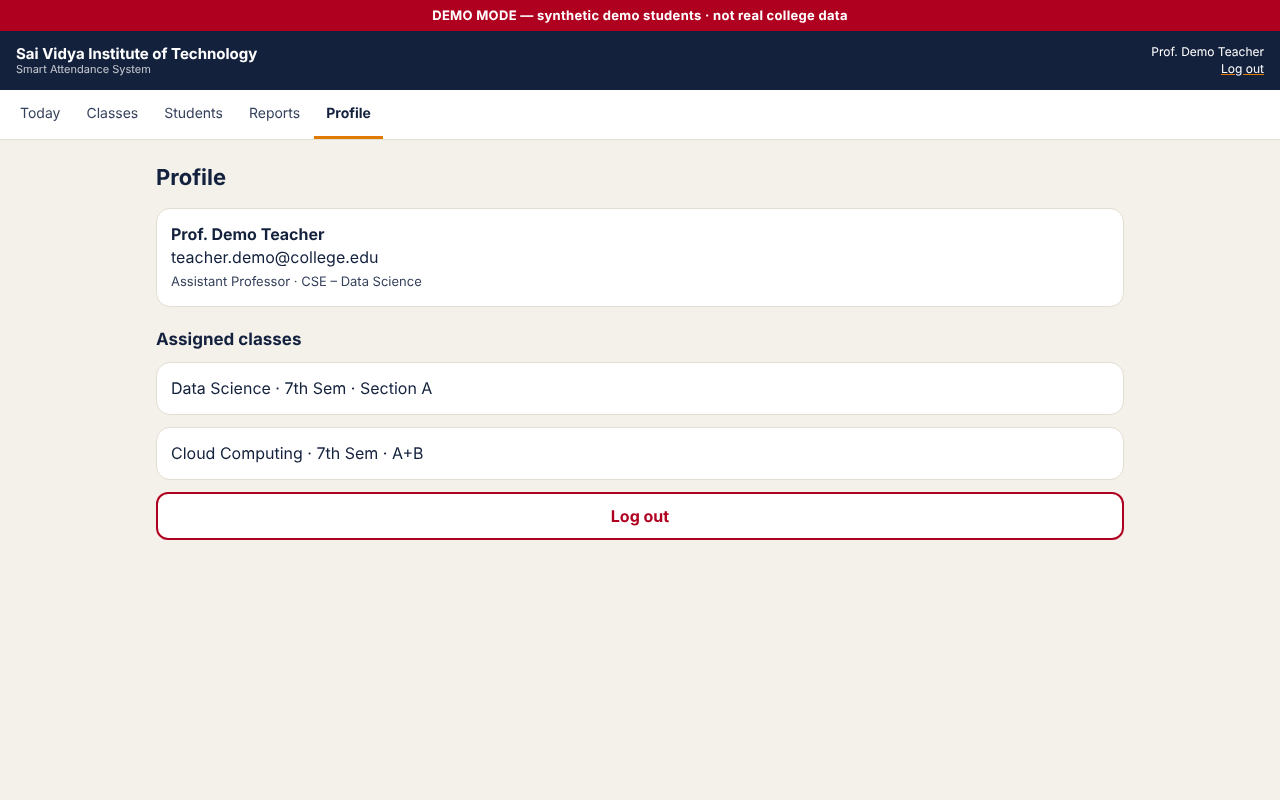 DEMO MODE — synthetic demo students · not real college data
Sai Vidya Institute of Technology
Smart Attendance System
Prof. Demo Teacher
Log out
Today
Classes
Students
Reports
Profile
Profile
Prof. Demo Teacher
teacher.demo@college.edu
Assistant Professor · CSE – Data Science
Assigned classes
Data Science · 7th Sem · Section A
Cloud Computing · 7th Sem · A+B
Log out